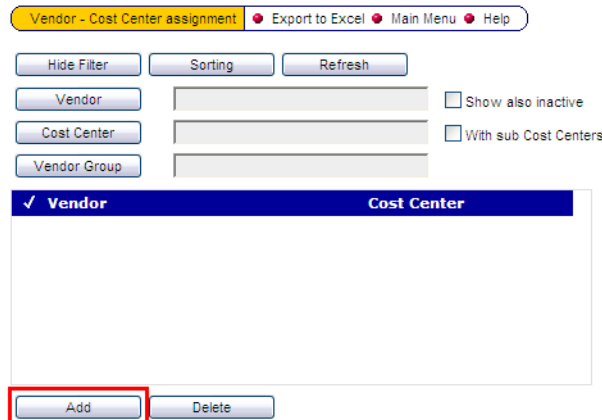 Vendor - Cost Center assignment Export to Excel Main Menu Help
Hide Filter Sorting Refresh
Vendor Show also inactive
Cost Center With sub Cost Centers
Vendor Group
✓ Vendor Cost Center
Add Delete